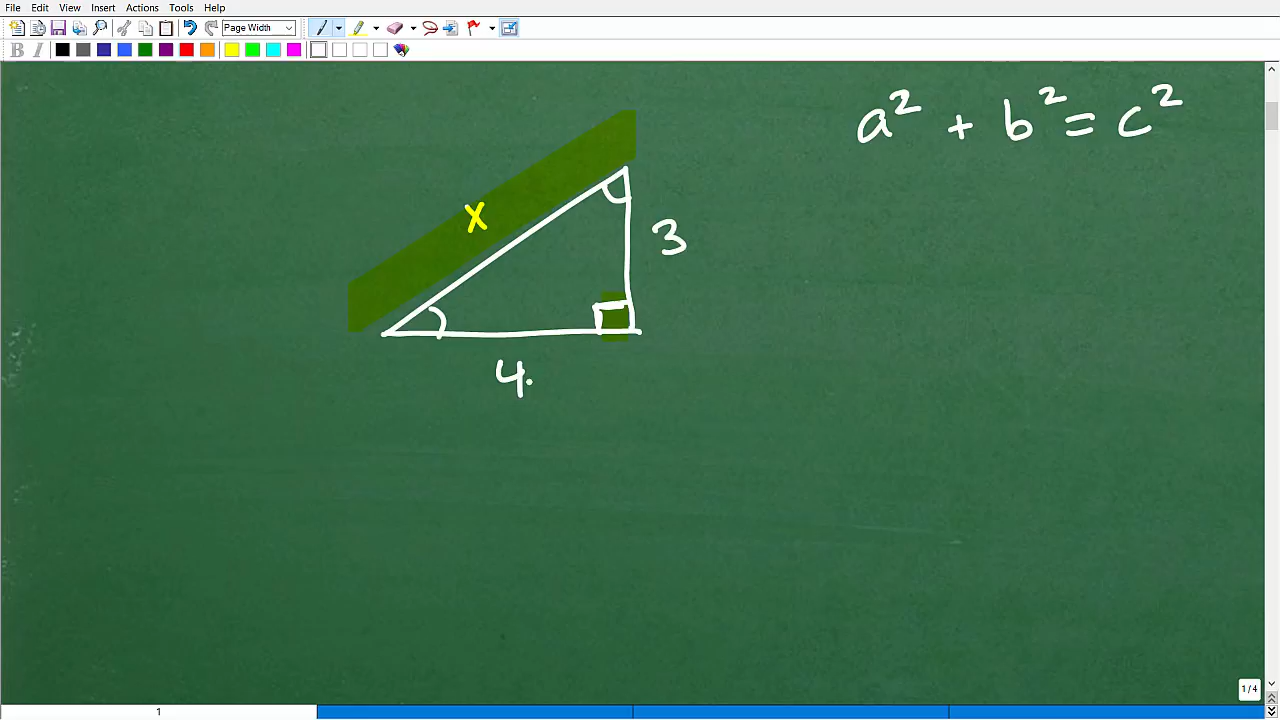 File Edit View Insert Actions Tools Help
Page Width
B I
a² + b² = c²
x
3
4.
1/4
1